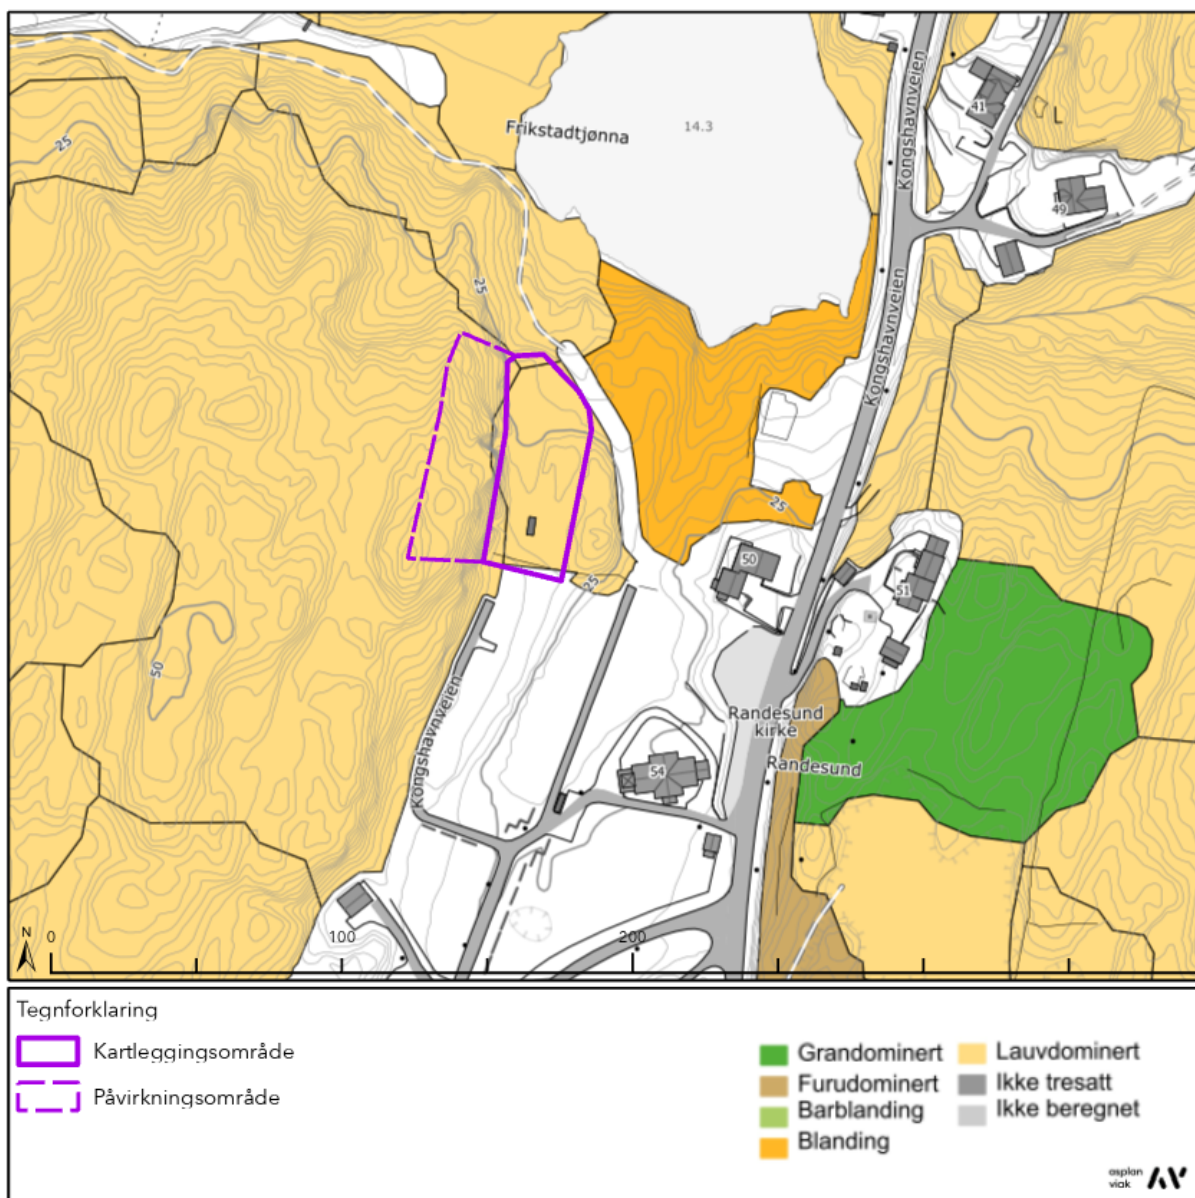 Kongshavnveien
41
L
Frikstadtjønna
14.3
25
49
25
Kongshavnveien
25
50
51
25
50
Kongshavnveien
Randesund
kirke
Randesund
54
N
0
100
200
Tegnforklaring
Kartleggingsområde
Påvirkningsområde
Grandominert
Furudominert
Barblanding
Blanding
Lauvdominert
Ikke tresatt
Ikke beregnet
asplan
viak